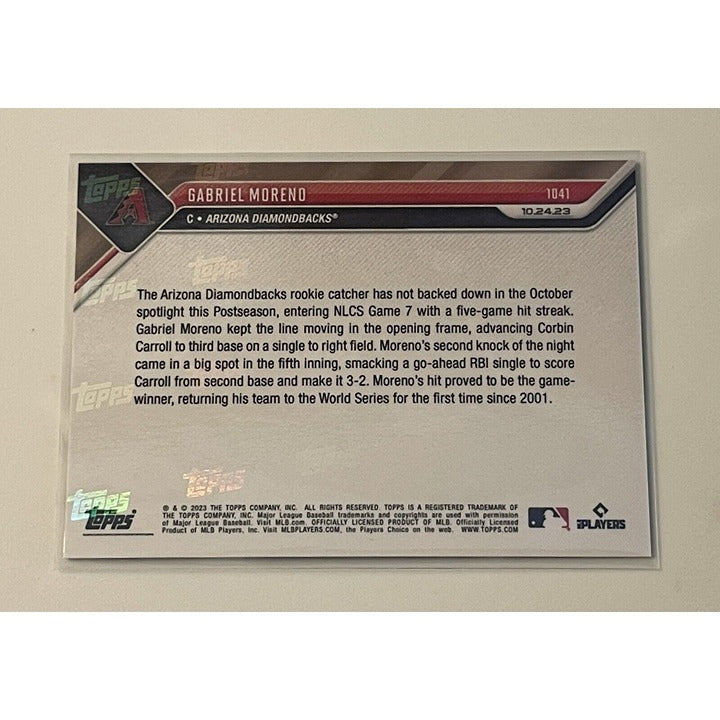 Topps
GABRIEL MORENO 1041
C • ARIZONA DIAMONDBACKS® 10.24.23
Topps
Topps
The Arizona Diamondbacks rookie catcher has not backed down in the October
spotlight this Postseason, entering NLCS Game 7 with a five-game hit streak.
Gabriel Moreno kept the line moving in the opening frame, advancing Corbin
Carroll to third base on a single to right field. Moreno's second knock of the night
came in a big spot in the fifth inning, smacking a go-ahead RBI single to score
Carroll from second base and make it 3-2. Moreno's hit proved to be the game-
winner, returning his team to the World Series for the first time since 2001.
Topps
Topps
Topps
Topps®
® & © 2023 THE TOPPS COMPANY, INC. ALL RIGHTS RESERVED. TOPPS IS A REGISTERED TRADEMARK OF
THE TOPPS COMPANY, INC. Major League Baseball trademarks and copyrights are used with permission
of Major League Baseball. Visit MLB.com. OFFICIALLY LICENSED PRODUCT OF MLB. Officially Licensed
Product of MLB Players, Inc. Visit MLBPLAYERS.COM, the Players Choice on the web. WWW.TOPPS.COM
PLAYERS